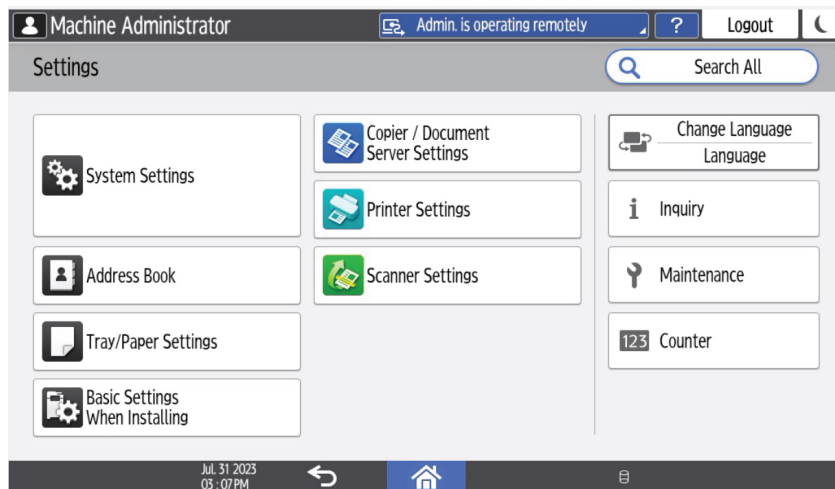 Machine Administrator
Admin. is operating remotely
?
Logout
Settings
Search All
System Settings
Address Book
Tray/Paper Settings
Basic Settings
When Installing
Copier / Document
Server Settings
Printer Settings
Scanner Settings
Change Language
Language
i Inquiry
Maintenance
123 Counter
Jul. 31 2023
03 : 07 PM